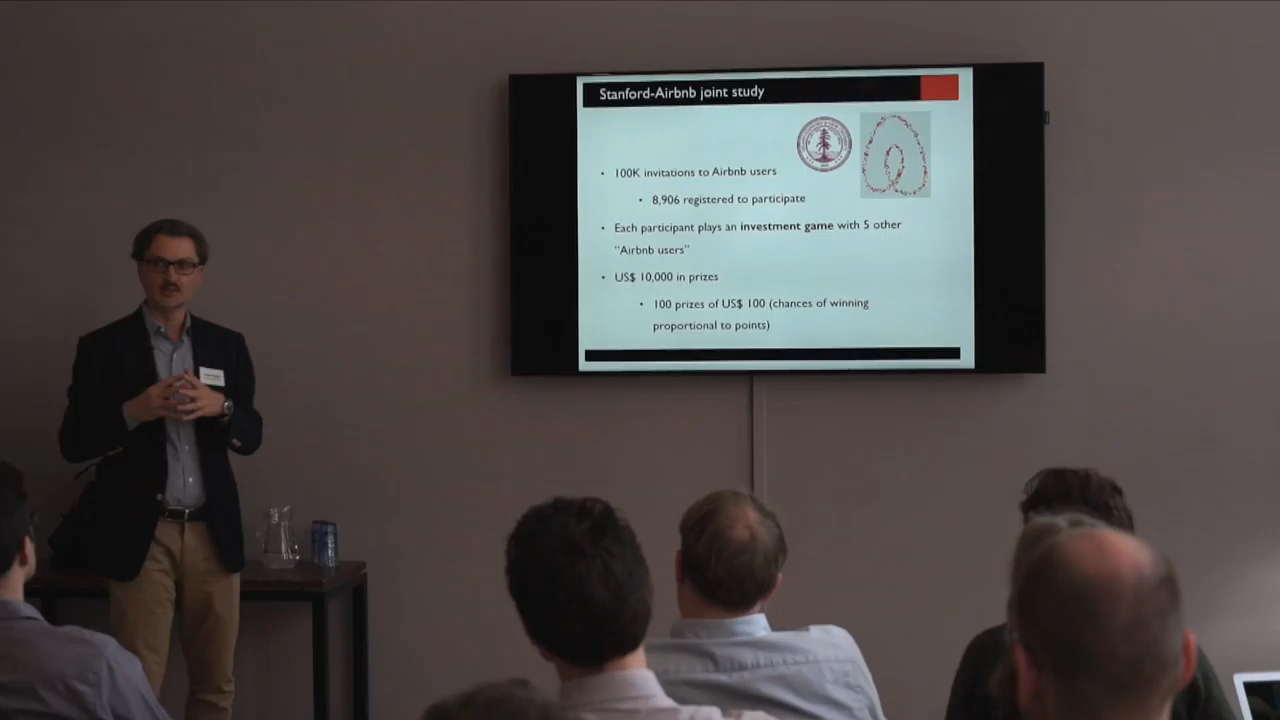 Stanford-Airbnb joint study
• 100K invitations to Airbnb users
• 8,906 registered to participate
• Each participant plays an investment game with 5 other
"Airbnb users"
• US$ 10,000 in prizes
• 100 prizes of US$ 100 (chances of winning
proportional to points)